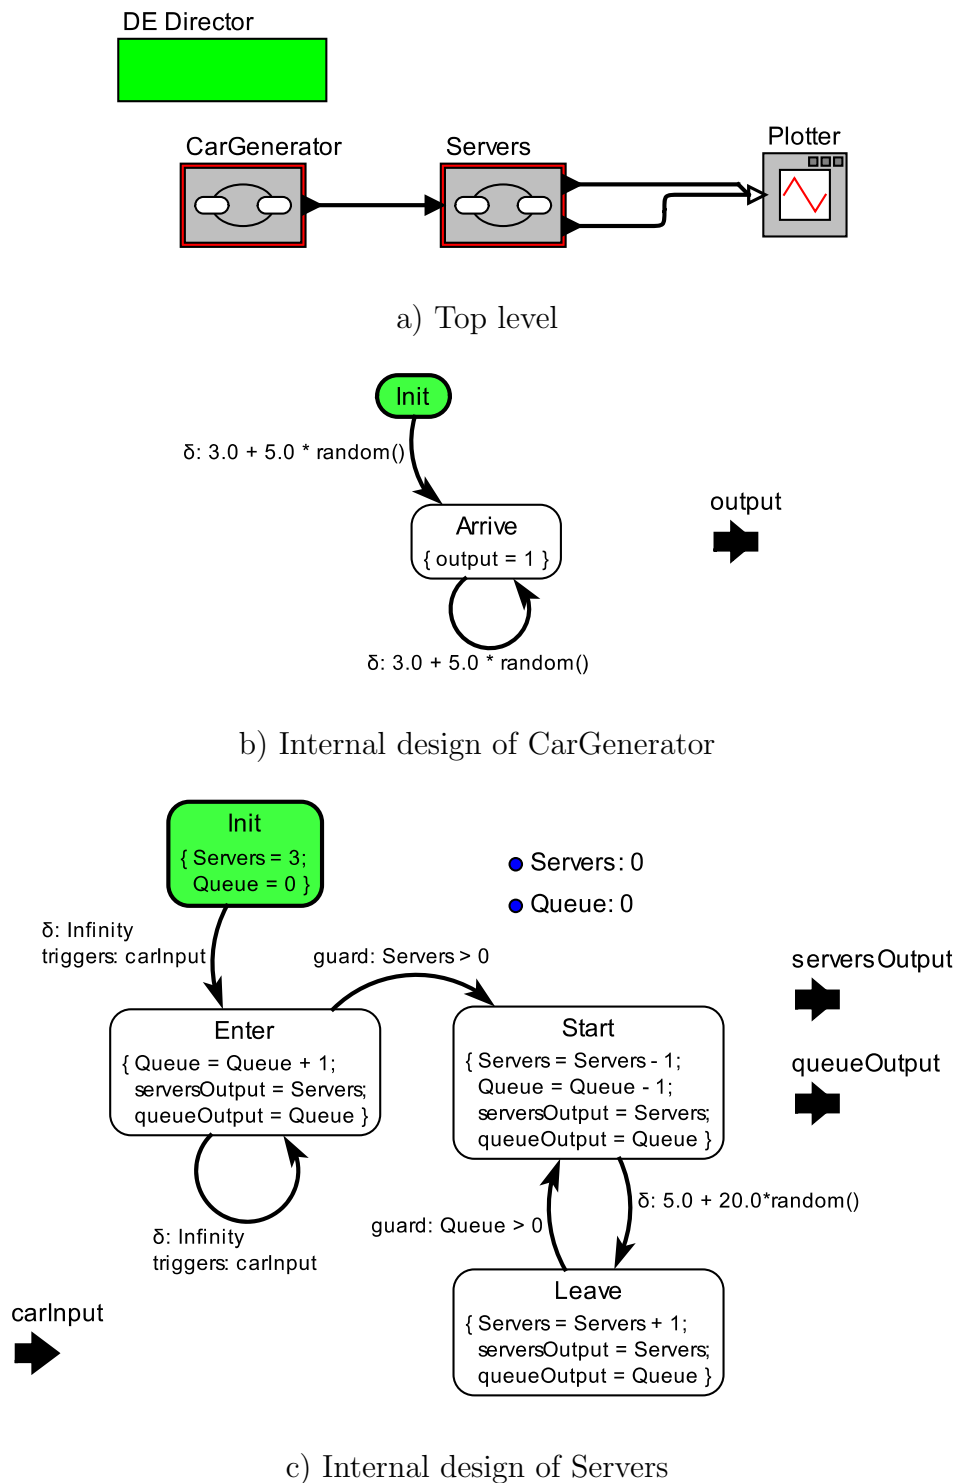 DE Director
CarGenerator
Servers
Plotter
a) Top level
Init
δ: 3.0 + 5.0 * random()
output
Arrive
{ output = 1 }
δ: 3.0 + 5.0 * random()
b) Internal design of CarGenerator
Init
{ Servers = 3;
Queue = 0 }
Servers: 0
Queue: 0
δ: Infinity
triggers: carInput
guard: Servers > 0
serversOutput
Enter
{ Queue = Queue + 1;
serversOutput = Servers;
queueOutput = Queue }
Start
{ Servers = Servers - 1;
Queue = Queue - 1;
serversOutput = Servers;
queueOutput = Queue }
queueOutput
δ: Infinity
triggers: carInput
guard: Queue > 0
δ: 5.0 + 20.0*random()
Leave
{ Servers = Servers + 1;
serversOutput = Servers;
queueOutput = Queue }
carInput
c) Internal design of Servers